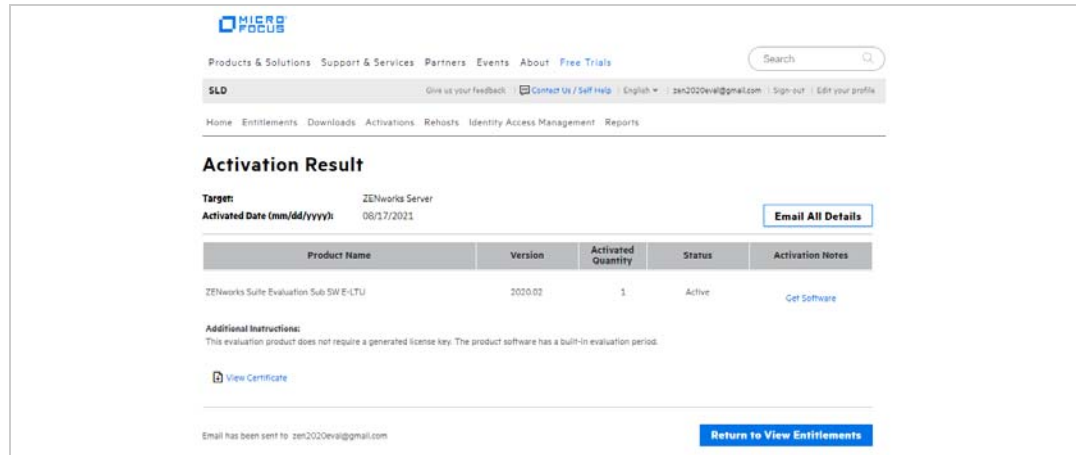 MICRO
FOCUS
Products & Solutions Support & Services Partners Events About Free Trials
Search
SLD
Give us your feedback | Contact Us / Self Help | English | zen2020eval@gmail.com | Sign-out | Edit your profile
Home Entitlements Downloads Activations Rehosts Identity Access Management Reports
Activation Result
Target: ZENworks Server
Activated Date (mm/dd/yyyy): 08/17/2021
Email All Details
Product Name Version Activated Quantity Status Activation Notes
ZENworks Suite Evaluation Sub SW E-LTU 2020.02 1 Active Get Software
Additional Instructions:
This evaluation product does not require a generated license key. The product software has a built-in evaluation period.
View Certificate
Email has been sent to zen2020eval@gmail.com
Return to View Entitlements